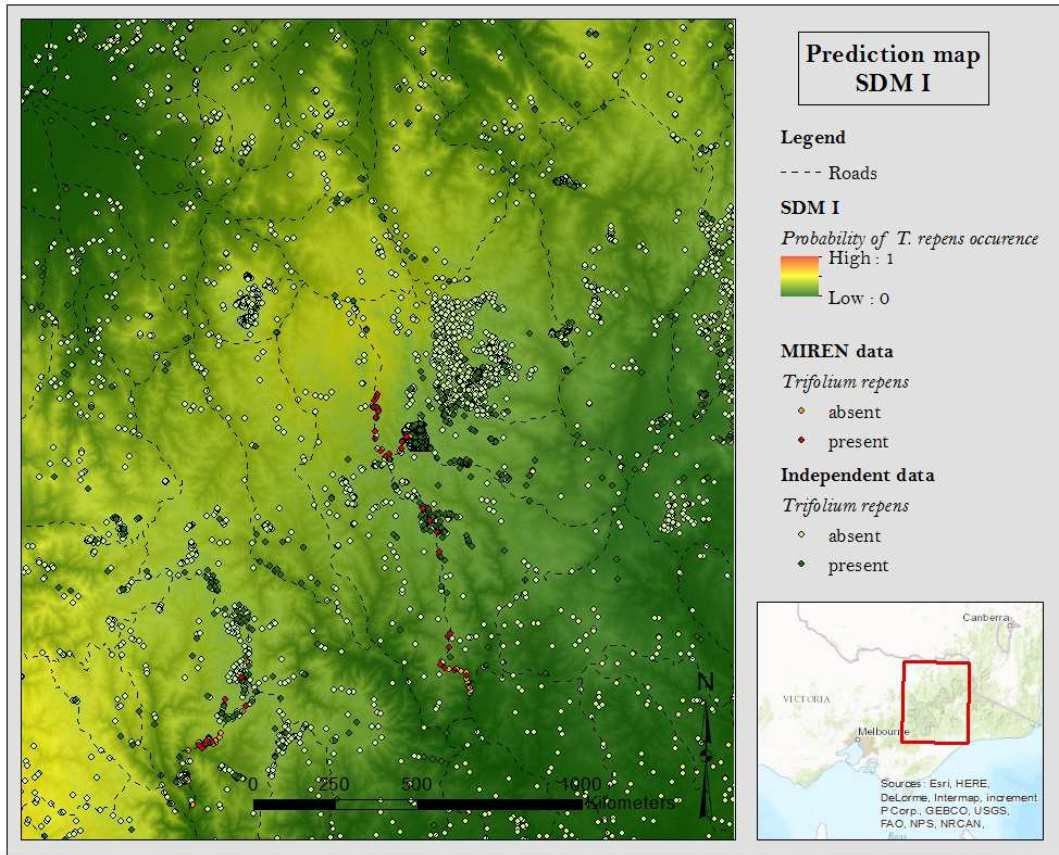 Prediction map
SDM I
Legend
Roads
SDM I
Probability of T. repens occurence
High : 1
Low : 0
MIREN data
Trifolium repens
absent
present
Independent data
Trifolium repens
absent
present
N
0 250 500 1000
Kilometers
Canberra
VICTORIA
Melbourne
Sources: Esri, HERE,
DeLorme, Intermap, increment
P Corp., GEBCO, USGS,
FAO, NPS, NRCAN,
Bass